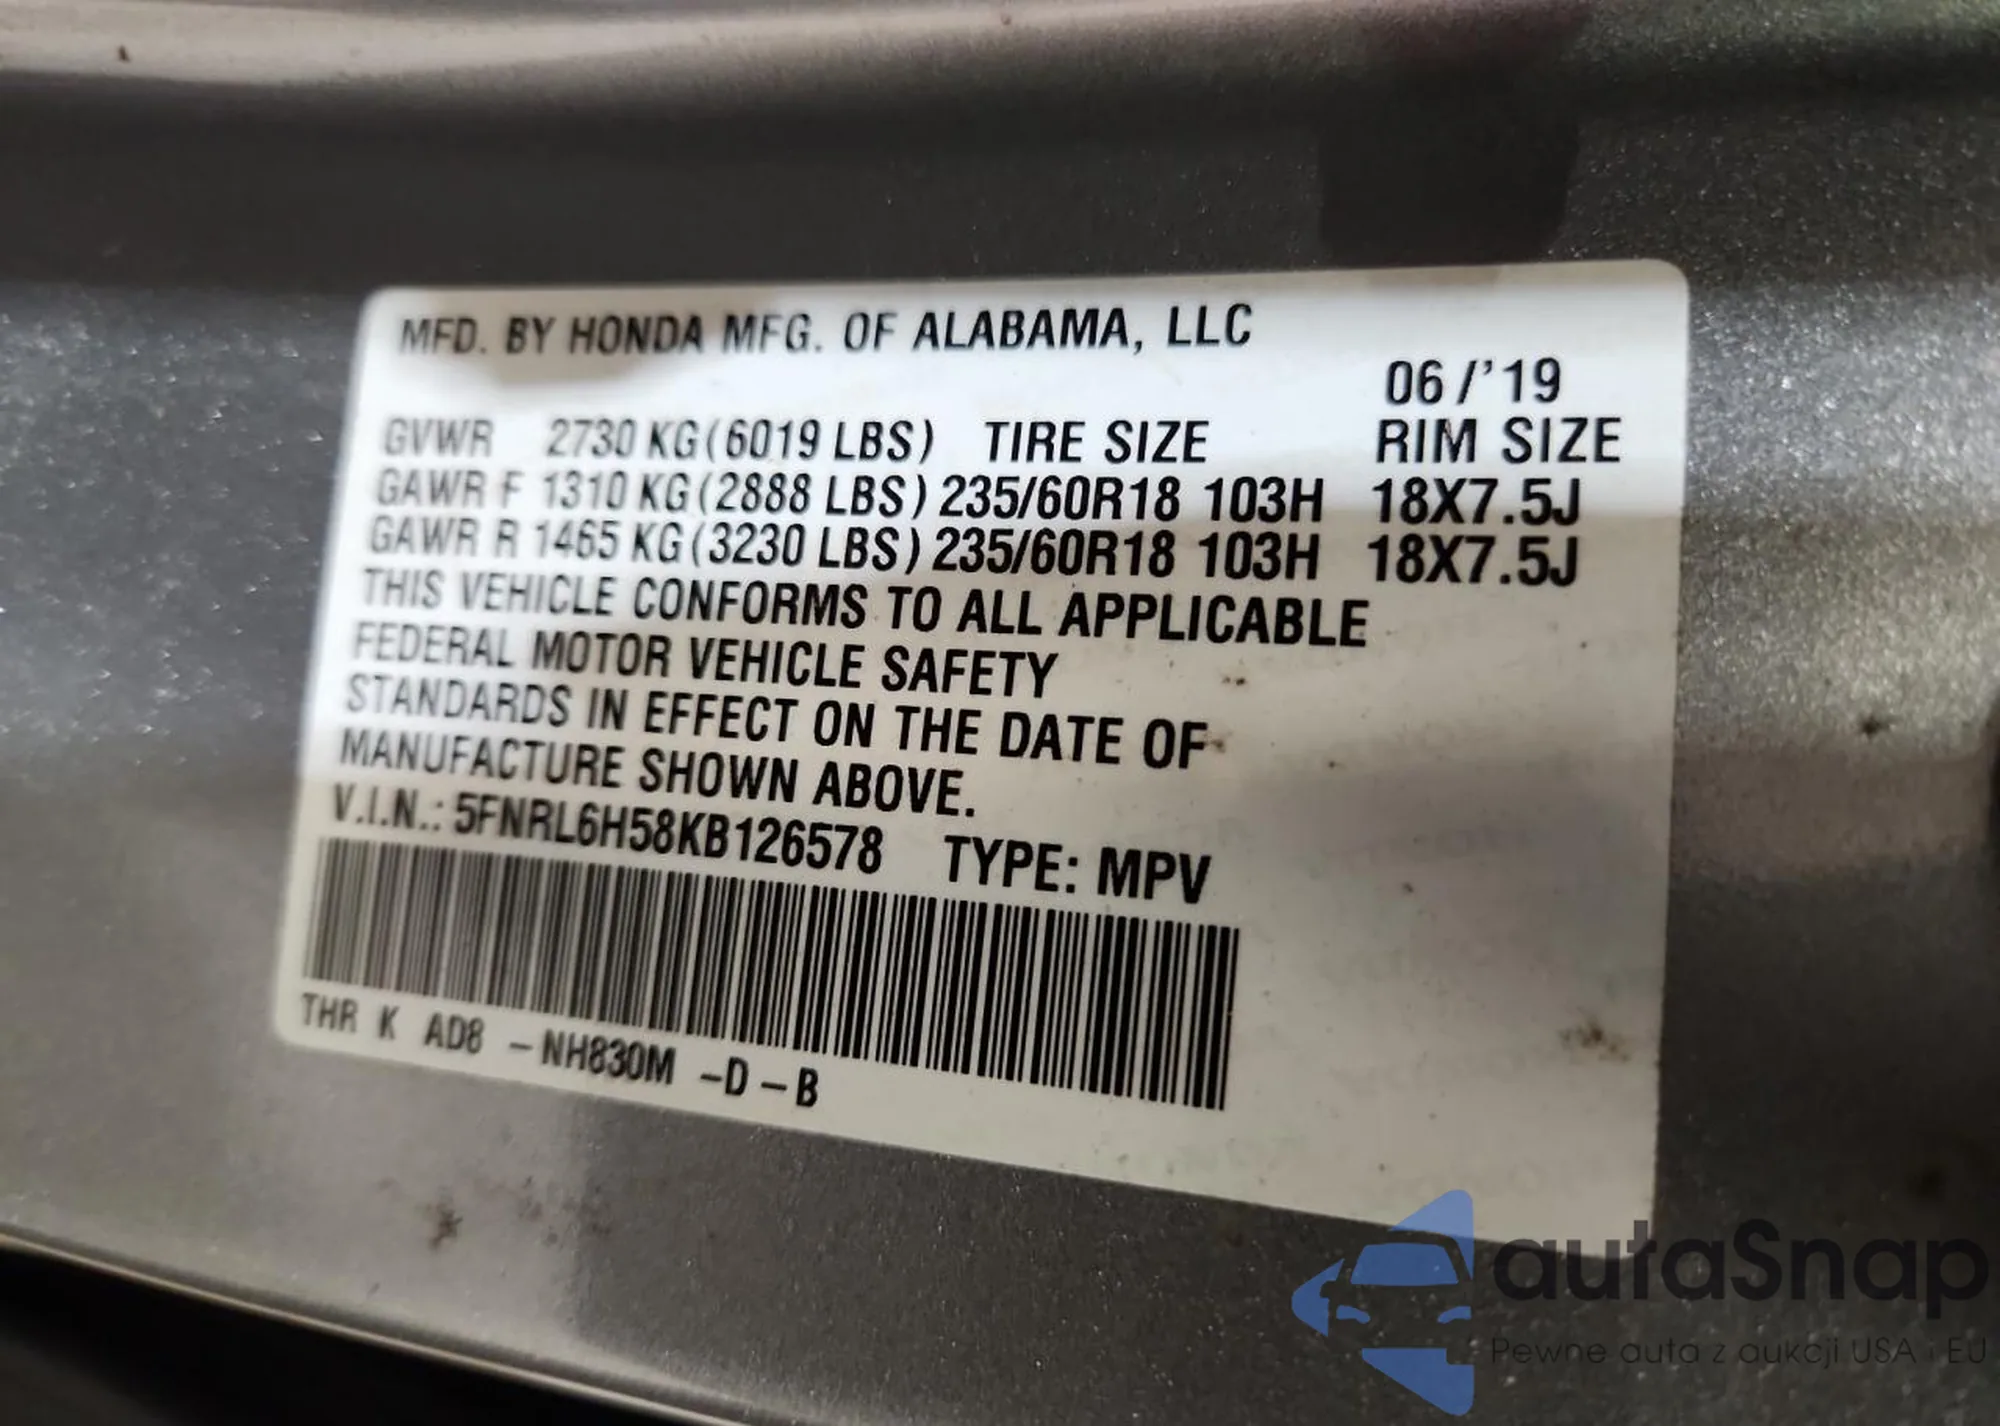 MFD. BY HONDA MFG. OF ALABAMA, LLC
06/'19
GVWR 2730 KG (6019 LBS) TIRE SIZE RIM SIZE
GAWR F 1310 KG (2888 LBS) 235/60R18 103H 18X7.5J
GAWR R 1465 KG (3230 LBS) 235/60R18 103H 18X7.5J
THIS VEHICLE CONFORMS TO ALL APPLICABLE
FEDERAL MOTOR VEHICLE SAFETY
STANDARDS IN EFFECT ON THE DATE OF
MANUFACTURE SHOWN ABOVE.
V.I.N.: 5FNRL6H58KB126578 TYPE: MPV
THR K AD8 -NH830M -D-B
autaSnap
Pewne auta z aukcji USA i EU